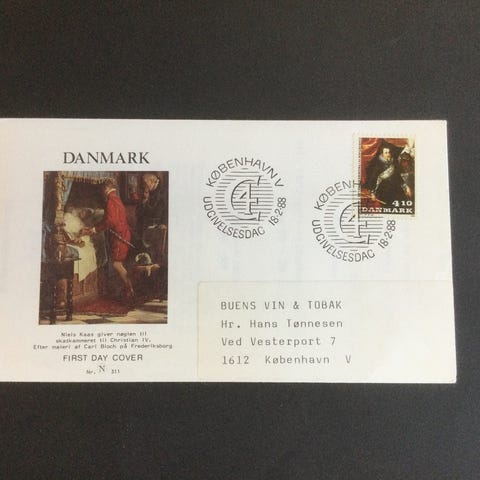 DANMARK
KØBENHAVN V
UDGIVELSESDAG 18.2.88
KØBENHAVN
UDGIVELSESDAG 18.2.88
4.10
DANMARK
Niels Kaas giver nøglen til
skatkammeret til Christian IV.
Efter maleri af Carl Bloch på Frederiksborg
FIRST DAY COVER
Nr. N 311
BUENS VIN & TOBAK
Hr. Hans Tønnesen
Ved Vesterport 7
1612 København V